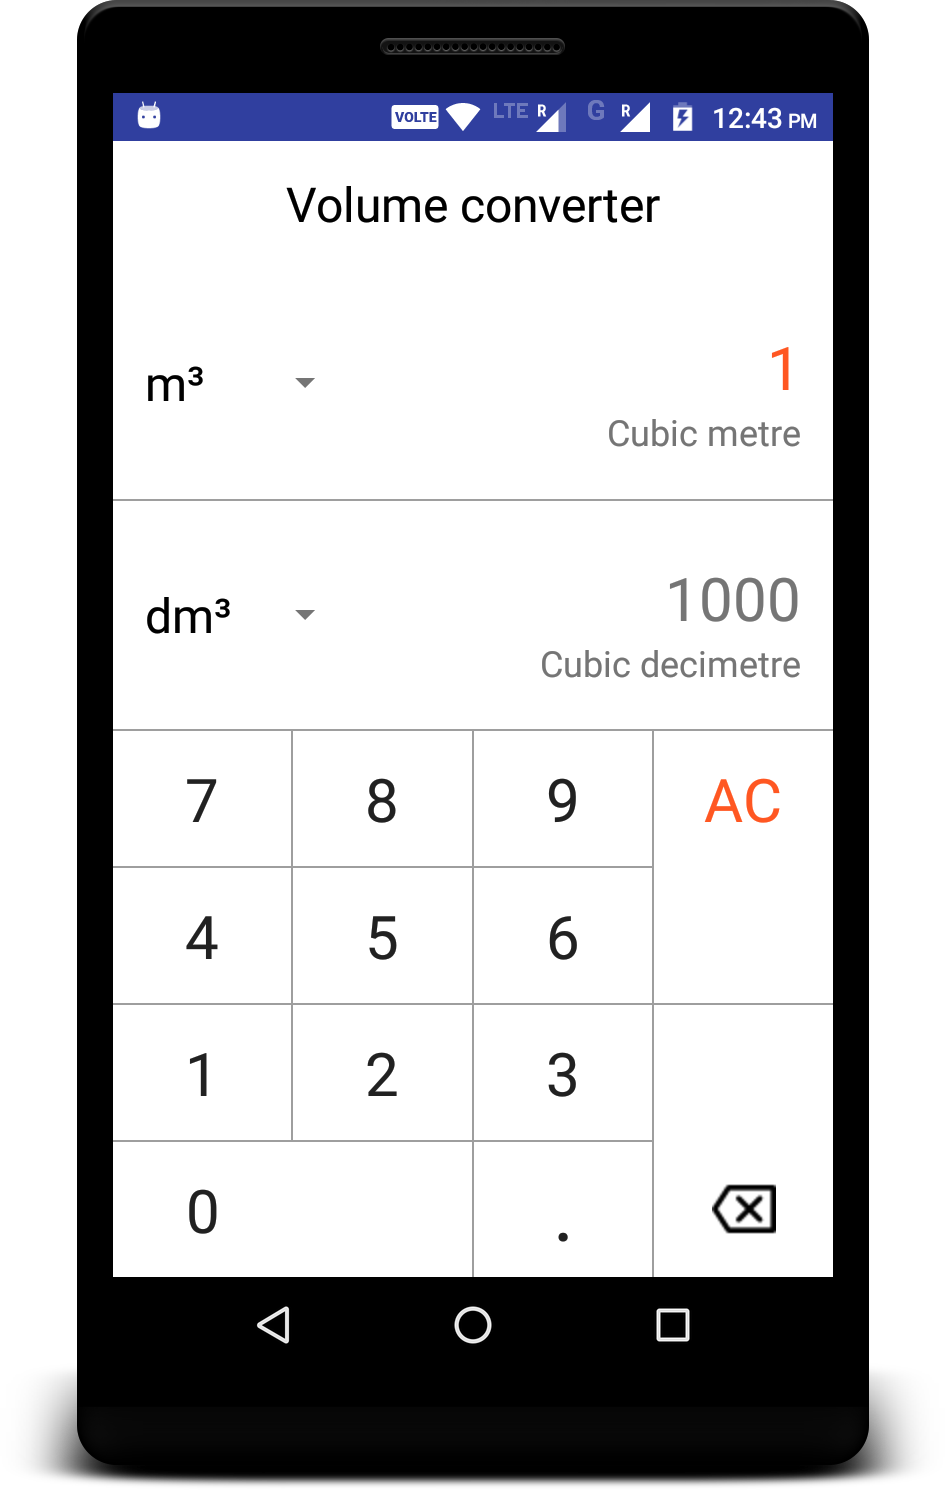 VOLTE LTE R G R 12:43 PM
Volume converter
m³ 1
Cubic metre
dm³ 1000
Cubic decimetre
7 8 9 AC
4 5 6
1 2 3
0 .